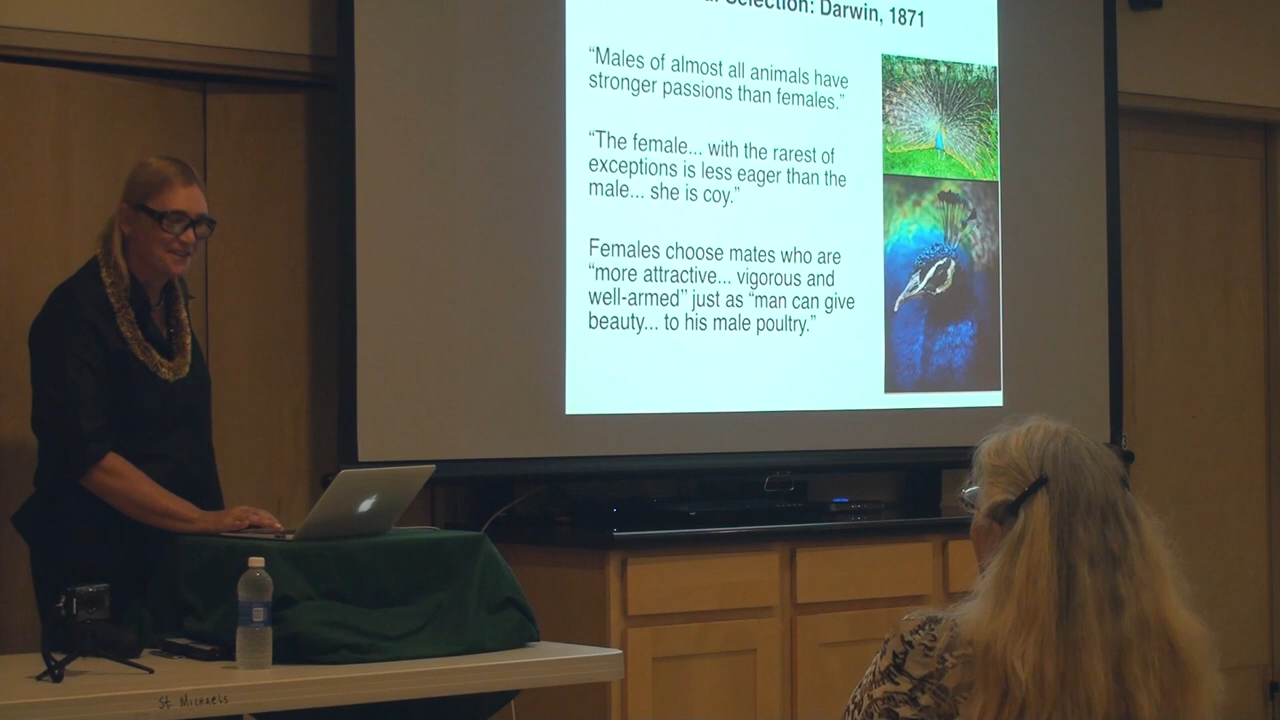 Selection: Darwin, 1871
“Males of almost all animals have
stronger passions than females.”
“The female... with the rarest of
exceptions is less eager than the
male... she is coy.”
Females choose mates who are
“more attractive... vigorous and
well-armed” just as “man can give
beauty... to his male poultry.”
St. Michaels